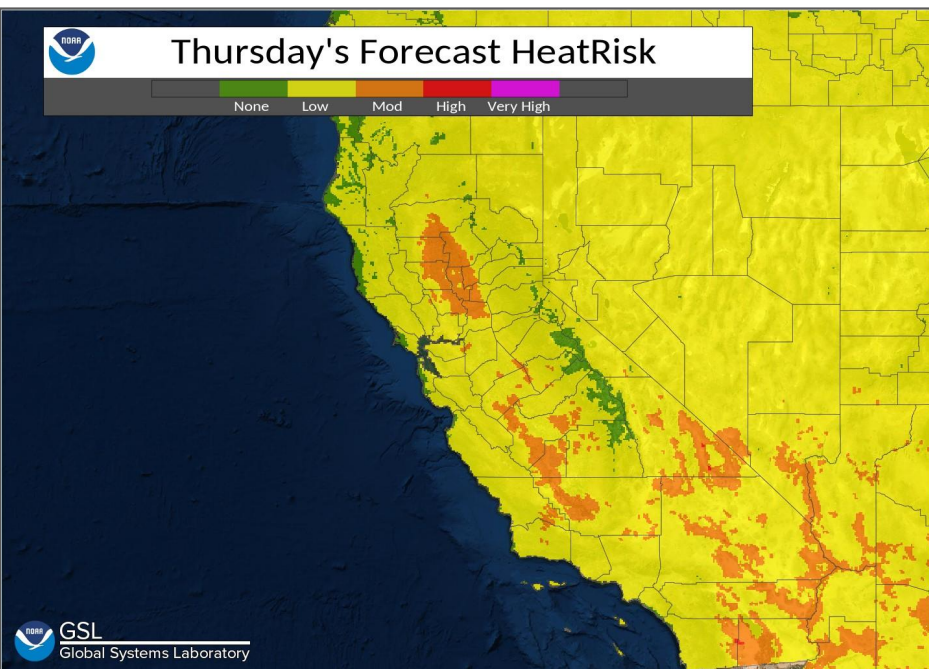 NOAA
Thursday's Forecast HeatRisk
None Low Mod High Very High
NOAA
GSL
Global Systems Laboratory